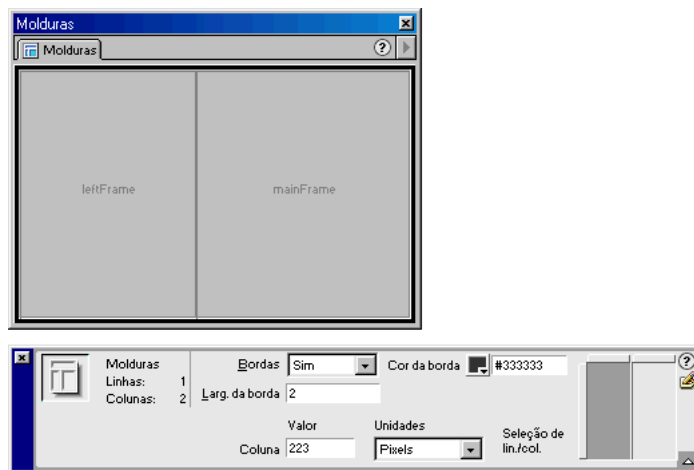 Molduras
Molduras
leftFrame mainFrame
Molduras Bordas Sim Cor da borda #333333
Linhas: 1
Colunas: 2 Larg. da borda 2
Valor Unidades
Coluna 223 Pixels Seleção de
lin./col.